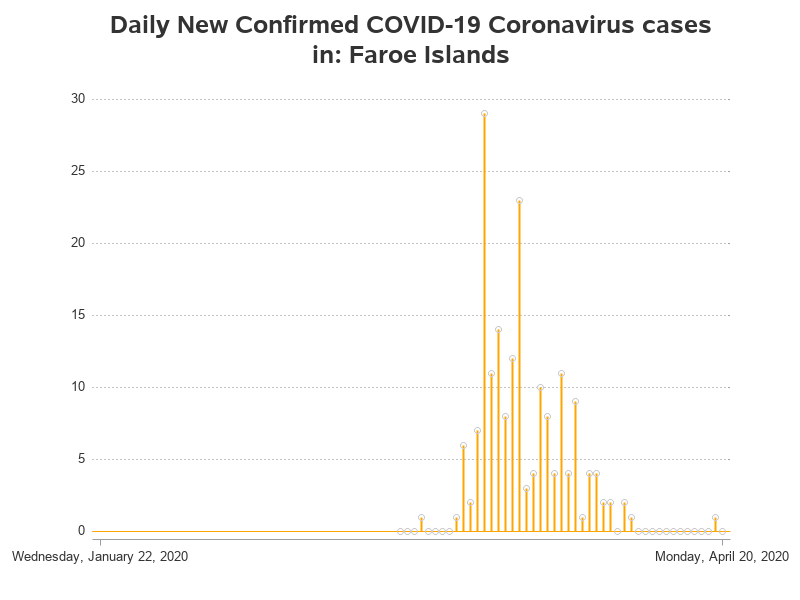 Daily New Confirmed COVID-19 Coronavirus cases
in: Faroe Islands
30
25
20
15
10
5
0
Wednesday, January 22, 2020
Monday, April 20, 2020